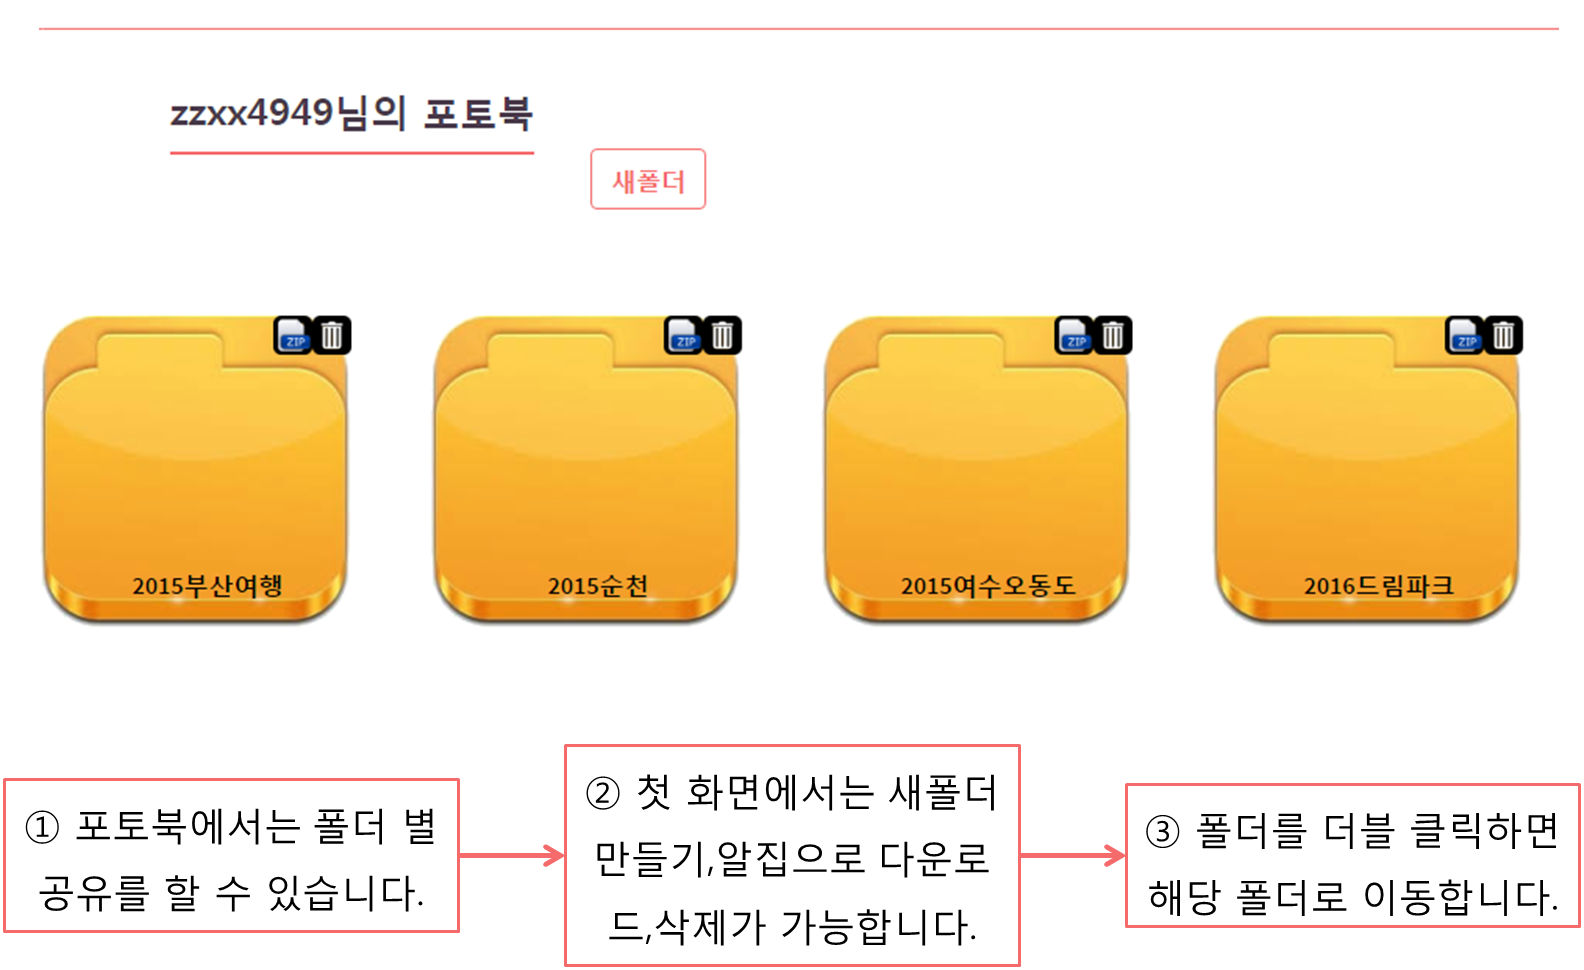 zzxx4949님의 포토북
새폴더
ZIP
ZIP
ZIP
ZIP
2015부산여행
2015순천
2015여수오동도
2016드림파크
① 포토북에서는 폴더 별
공유를 할 수 있습니다.
② 첫 화면에서는 새폴더
만들기,알집으로 다운로
드,삭제가 가능합니다.
③ 폴더를 더블 클릭하면
해당 폴더로 이동합니다.